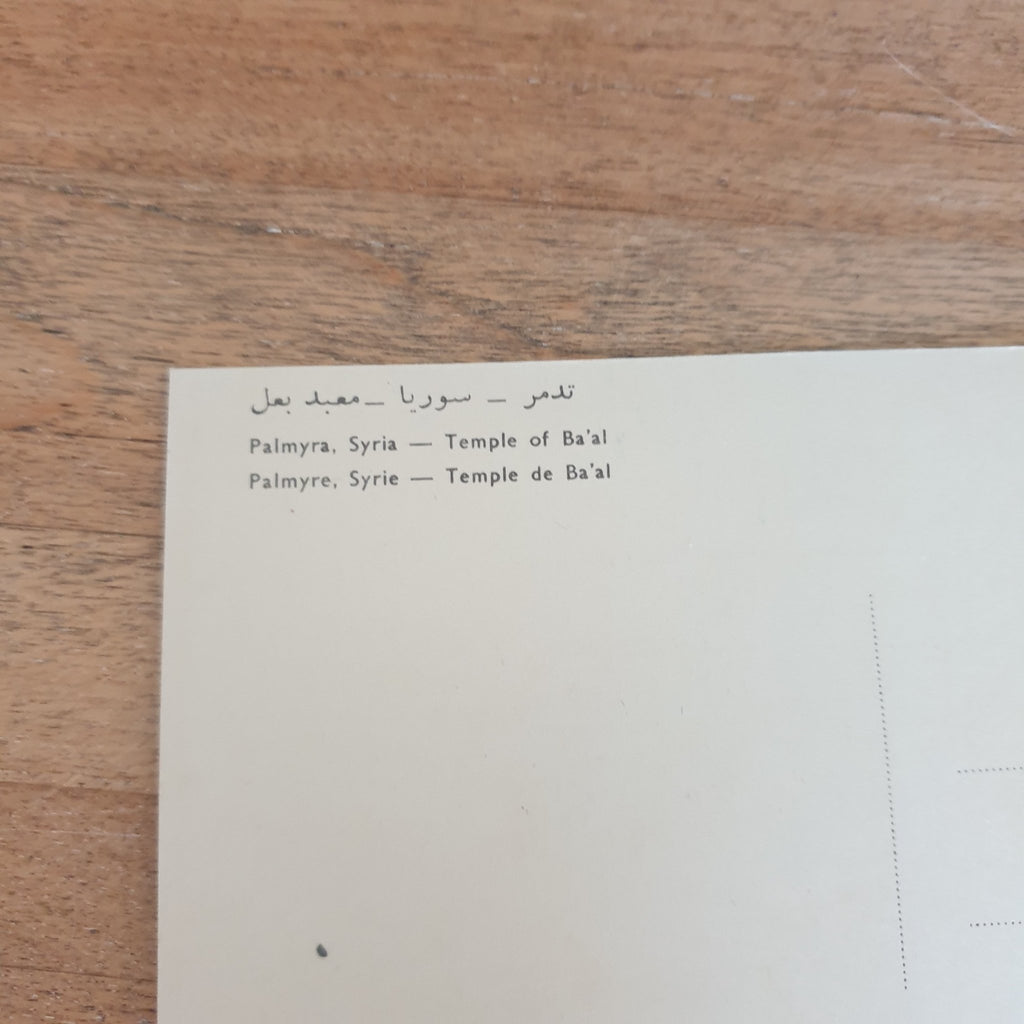 تدمر – سوريا – معبد بعل
Palmyra, Syria — Temple of Ba'al
Palmyre, Syrie — Temple de Ba'al